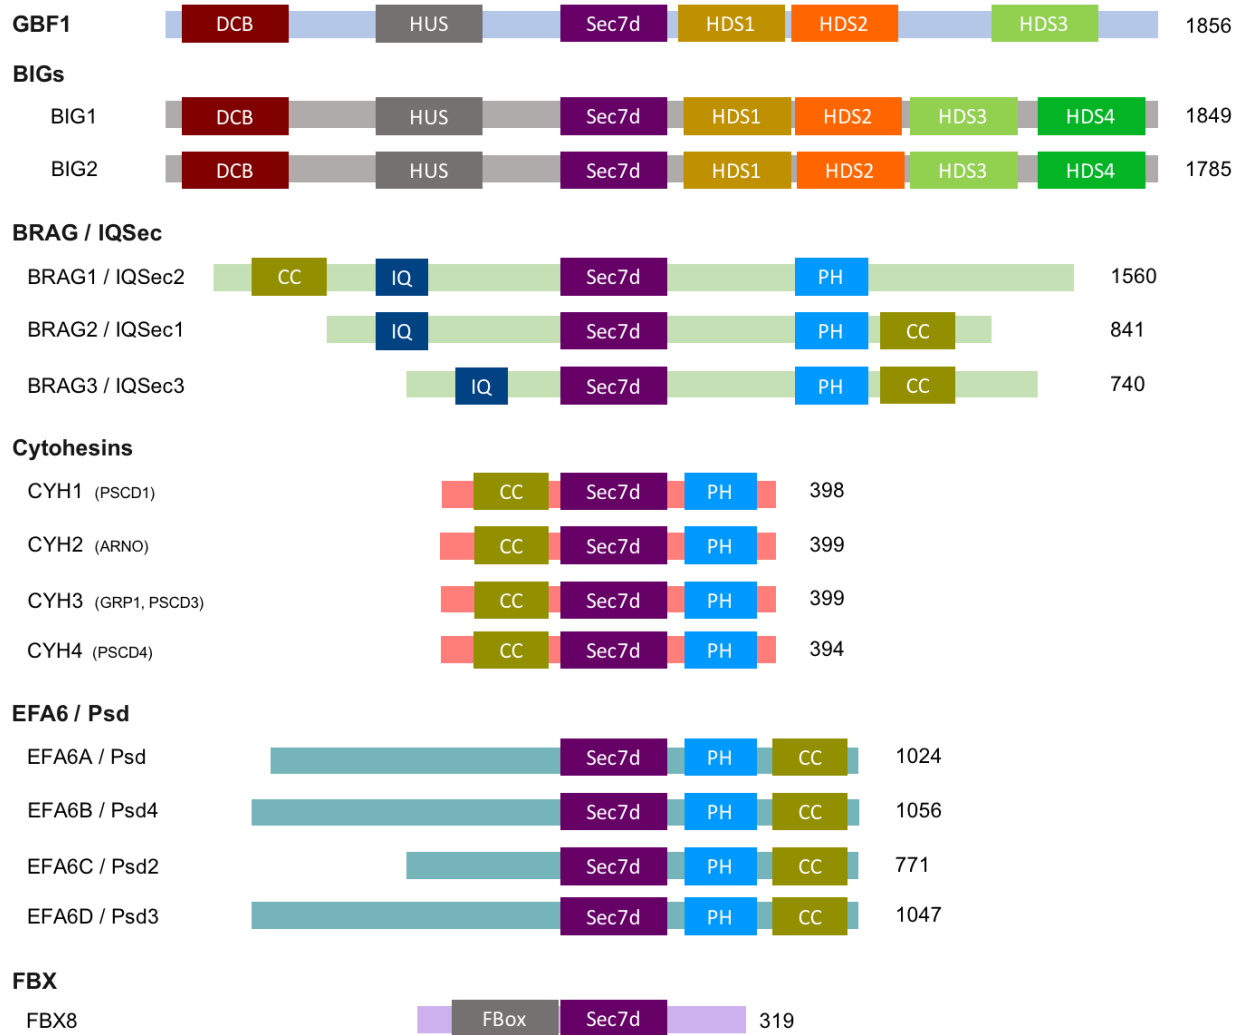 GBF1 DCB HUS Sec7d HDS1 HDS2 HDS3 1856
BIGs
BIG1 DCB HUS Sec7d HDS1 HDS2 HDS3 HDS4 1849
BIG2 DCB HUS Sec7d HDS1 HDS2 HDS3 HDS4 1785
BRAG / IQSec
BRAG1 / IQSec2 CC IQ Sec7d PH 1560
BRAG2 / IQSec1 IQ Sec7d PH CC 841
BRAG3 / IQSec3 IQ Sec7d PH CC 740
Cytohesins
CYH1 (PSCD1) CC Sec7d PH 398
CYH2 (ARNO) CC Sec7d PH 399
CYH3 (GRP1, PSCD3) CC Sec7d PH 399
CYH4 (PSCD4) CC Sec7d PH 394
EFA6 / Psd
EFA6A / Psd Sec7d PH CC 1024
EFA6B / Psd4 Sec7d PH CC 1056
EFA6C / Psd2 Sec7d PH CC 771
EFA6D / Psd3 Sec7d PH CC 1047
FBX
FBX8 FBox Sec7d 319